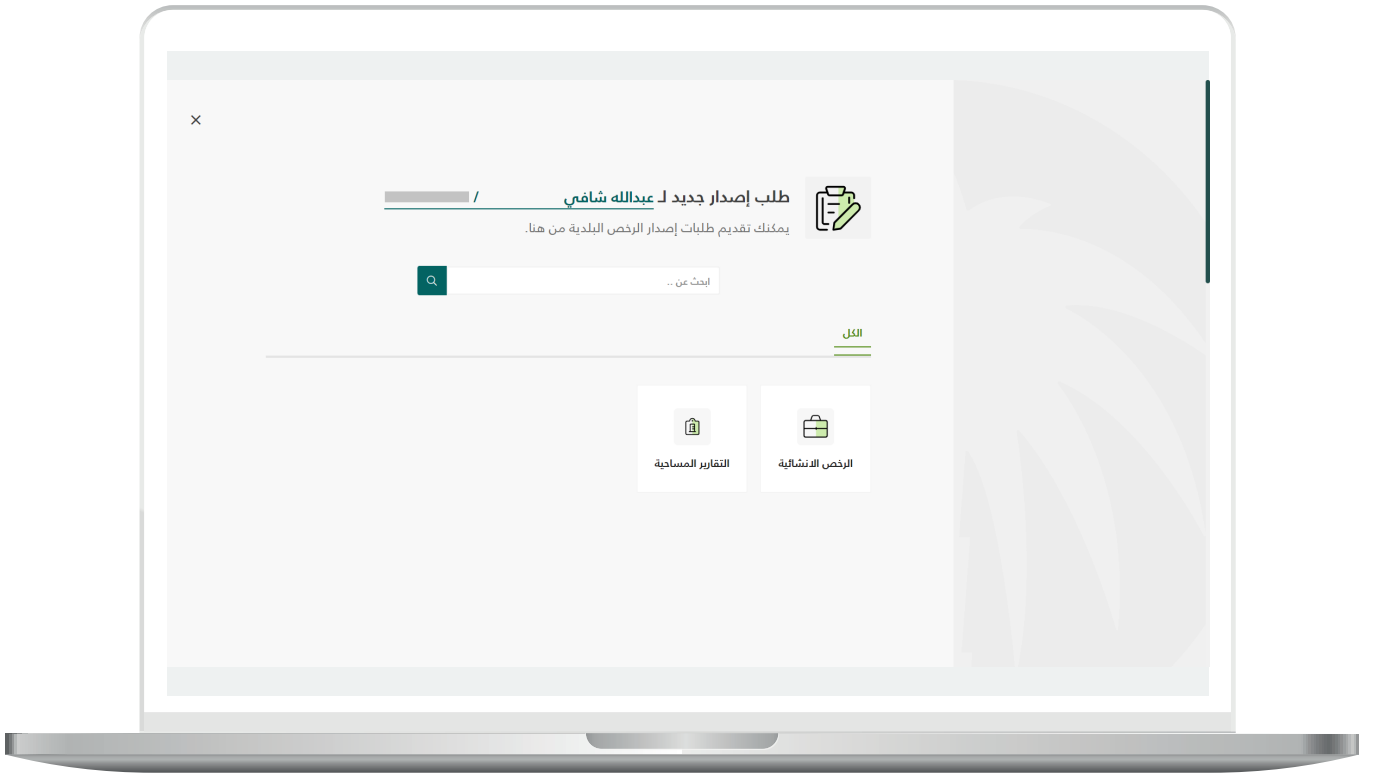 طلب إصدار جديد لـ عبدالله شافي /
يمكنك تقديم طلبات إصدار الرخص البلدية من هنا.
ابحث عن ..
الكل
الرخص الانشائية
التقارير المساحية